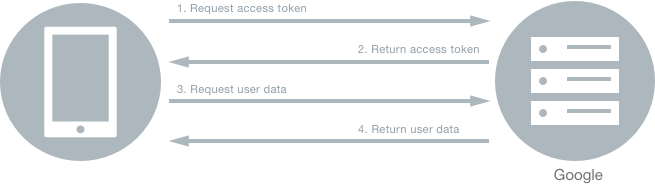 1. Request access token
2. Return access token
3. Request user data
4. Return user data
Google